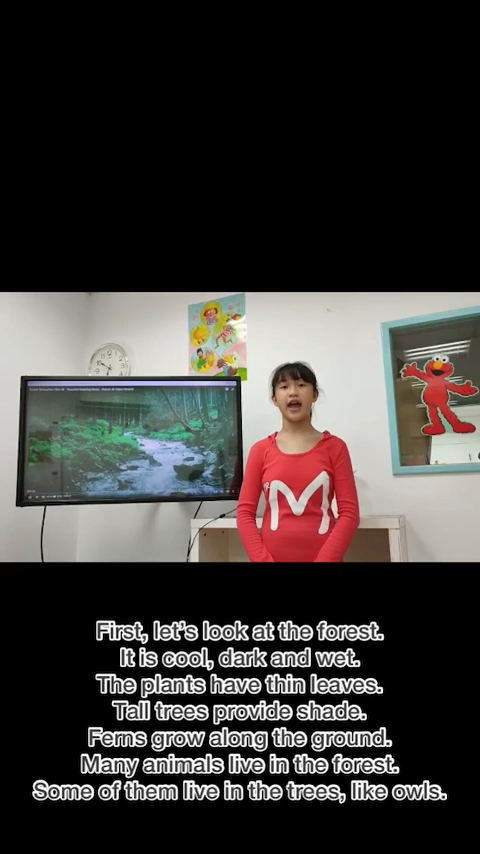 M
First, let's look at the forest.
It is cool, dark and wet.
The plants have thin leaves.
Tall trees provide shade.
Ferns grow along the ground.
Many animals live in the forest.
Some of them live in the trees, like owls.